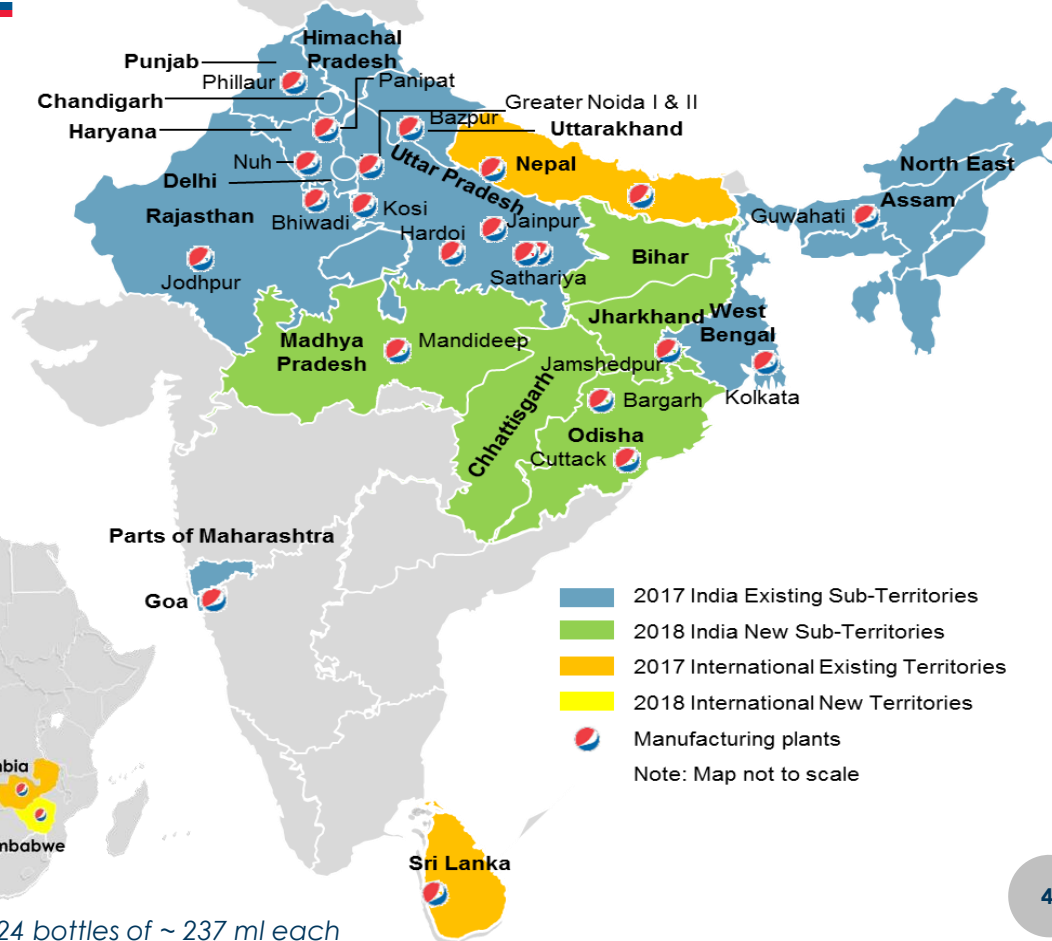 Himachal
Pradesh
Punjab
Phillaur
Panipat
Chandigarh
Greater Noida I & II
Haryana
Bazpur
Uttarakhand
Nuh
Uttar Pradesh
Nepal
North East
Delhi
Assam
Rajasthan
Kosi
Guwahati
Bhiwadi
Hardoi
Jainpur
Bihar
Jodhpur
Sathariya
Jharkhand
West
Bengal
Madhya
Pradesh
Mandideep
Jamshedpur
Chhattisgarh
Bargarh
Kolkata
Odisha
Cuttack
Parts of Maharashtra
Goa
2017 India Existing Sub-Territories
2018 India New Sub-Territories
2017 International Existing Territories
2018 International New Territories
Manufacturing plants
Note: Map not to scale
nbia
mbabwe
Sri Lanka
4
24 bottles of ~ 237 ml each